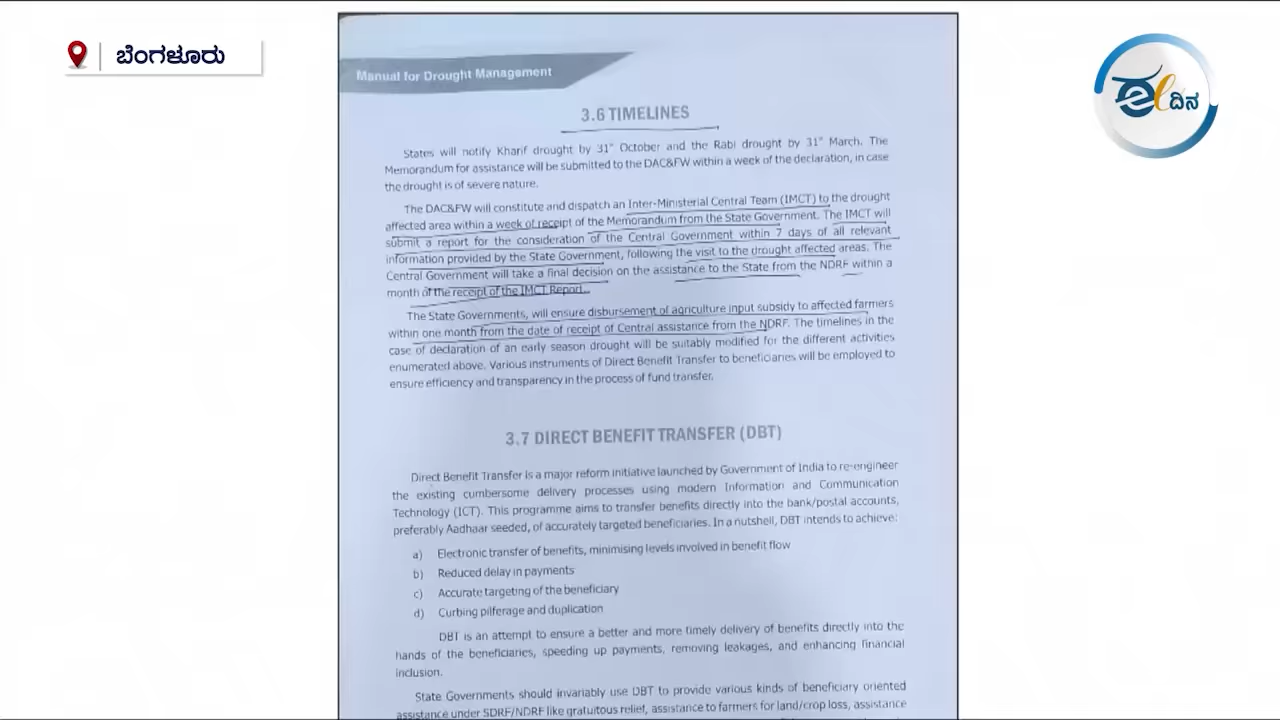 ಬೆಂಗಳೂರು
eಲ ದಿನ
Manual for Drought Management
3.6 TIMELINES
States will notify Kharif drought by 31st October and the Rabi drought by 31st March. The
Memorandum for assistance will be submitted to the DAC&FW within a week of the declaration, in case
the drought is of severe nature.
The DAC&FW will constitute and dispatch an Inter-Ministerial Central Team (IMCT) to the drought
affected area within a week of receipt of the Memorandum from the State Government. The IMCT will
submit a report for the consideration of the Central Government within 7 days of all relevant
information provided by the State Government, following the visit to the drought affected areas. The
Central Government will take a final decision on the assistance to the State from the NDRF within a
month of the receipt of the IMCT Report.
The State Governments, will ensure disbursement of agriculture input subsidy to affected farmers
within one month from the date of receipt of Central assistance from the NDRF. The timelines in the
case of declaration of an early season drought will be suitably modified for the different activities
enumerated above. Various instruments of Direct Benefit Transfer to beneficiaries will be employed to
ensure efficiency and transparency in the process of fund transfer.
3.7 DIRECT BENEFIT TRANSFER (DBT)
Direct Benefit Transfer is a major reform initiative launched by Government of India to re-engineer
the existing cumbersome delivery processes using modern Information and Communication
Technology (ICT). This programme aims to transfer benefits directly into the bank/postal accounts,
preferably Aadhaar seeded, of accurately targeted beneficiaries. In a nutshell, DBT intends to achieve:
a) Electronic transfer of benefits, minimising levels involved in benefit flow
b) Reduced delay in payments
c) Accurate targeting of the beneficiary
d) Curbing pilferage and duplication
DBT is an attempt to ensure a better and more timely delivery of benefits directly into the
hands of the beneficiaries, speeding up payments, removing leakages, and enhancing financial
inclusion.
State Governments should invariably use DBT to provide various kinds of beneficiary oriented
assistance under SDRF/NDRF like gratuitous relief, assistance to farmers for land/crop loss, assistance